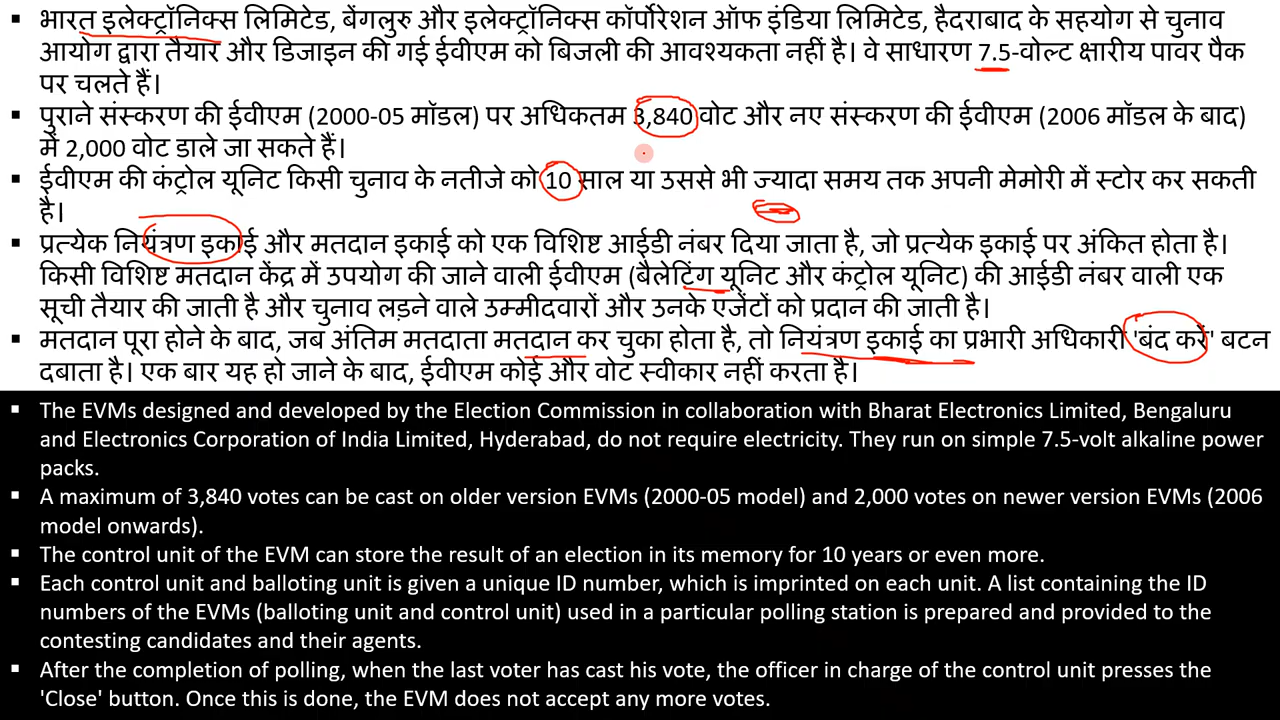 ▪ भारत इलेक्ट्रॉनिक्स लिमिटेड, बेंगलुरु और इलेक्ट्रॉनिक्स कॉर्पोरेशन ऑफ इंडिया लिमिटेड, हैदराबाद के सहयोग से चुनाव
आयोग द्वारा तैयार और डिजाइन की गई ईवीएम को बिजली की आवश्यकता नहीं है। वे साधारण 7.5-वोल्ट क्षारीय पावर पैक
पर चलते हैं।
▪ पुराने संस्करण की ईवीएम (2000-05 मॉडल) पर अधिकतम 3,840 वोट और नए संस्करण की ईवीएम (2006 मॉडल के बाद)
में 2,000 वोट डाले जा सकते हैं।
▪ ईवीएम की कंट्रोल यूनिट किसी चुनाव के नतीजे को 10 साल या उससे भी ज्यादा समय तक अपनी मेमोरी में स्टोर कर सकती
है।
▪ प्रत्येक नियंत्रण इकाई और मतदान इकाई को एक विशिष्ट आईडी नंबर दिया जाता है, जो प्रत्येक इकाई पर अंकित होता है।
किसी विशिष्ट मतदान केंद्र में उपयोग की जाने वाली ईवीएम (बैलेटिंग यूनिट और कंट्रोल यूनिट) की आईडी नंबर वाली एक
सूची तैयार की जाती है और चुनाव लड़ने वाले उम्मीदवारों और उनके एजेंटों को प्रदान की जाती है।
▪ मतदान पूरा होने के बाद, जब अंतिम मतदाता मतदान कर चुका होता है, तो नियंत्रण इकाई का प्रभारी अधिकारी 'बंद करें' बटन
दबाता है। एक बार यह हो जाने के बाद, ईवीएम कोई और वोट स्वीकार नहीं करता है।
▪ The EVMs designed and developed by the Election Commission in collaboration with Bharat Electronics Limited, Bengaluru
and Electronics Corporation of India Limited, Hyderabad, do not require electricity. They run on simple 7.5-volt alkaline power
packs.
▪ A maximum of 3,840 votes can be cast on older version EVMs (2000-05 model) and 2,000 votes on newer version EVMs (2006
model onwards).
▪ The control unit of the EVM can store the result of an election in its memory for 10 years or even more.
▪ Each control unit and balloting unit is given a unique ID number, which is imprinted on each unit. A list containing the ID
numbers of the EVMs (balloting unit and control unit) used in a particular polling station is prepared and provided to the
contesting candidates and their agents.
▪ After the completion of polling, when the last voter has cast his vote, the officer in charge of the control unit presses the
'Close' button. Once this is done, the EVM does not accept any more votes.